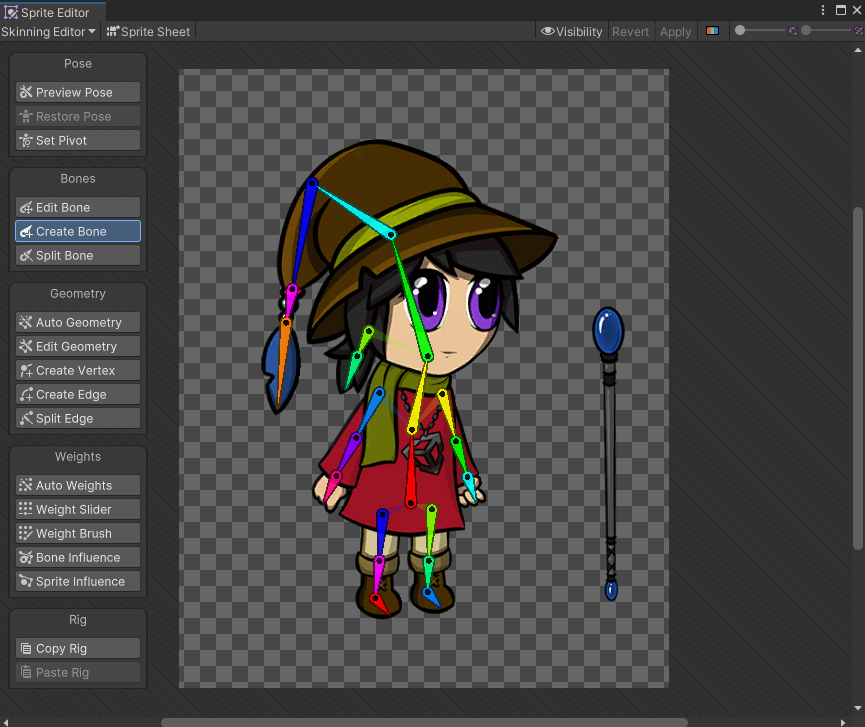 Sprite Editor
Skinning Editor
Sprite Sheet
Visibility
Revert
Apply
Pose
Preview Pose
Restore Pose
Set Pivot
Bones
Edit Bone
Create Bone
Split Bone
Geometry
Auto Geometry
Edit Geometry
Create Vertex
Create Edge
Split Edge
Weights
Auto Weights
Weight Slider
Weight Brush
Bone Influence
Sprite Influence
Rig
Copy Rig
Paste Rig